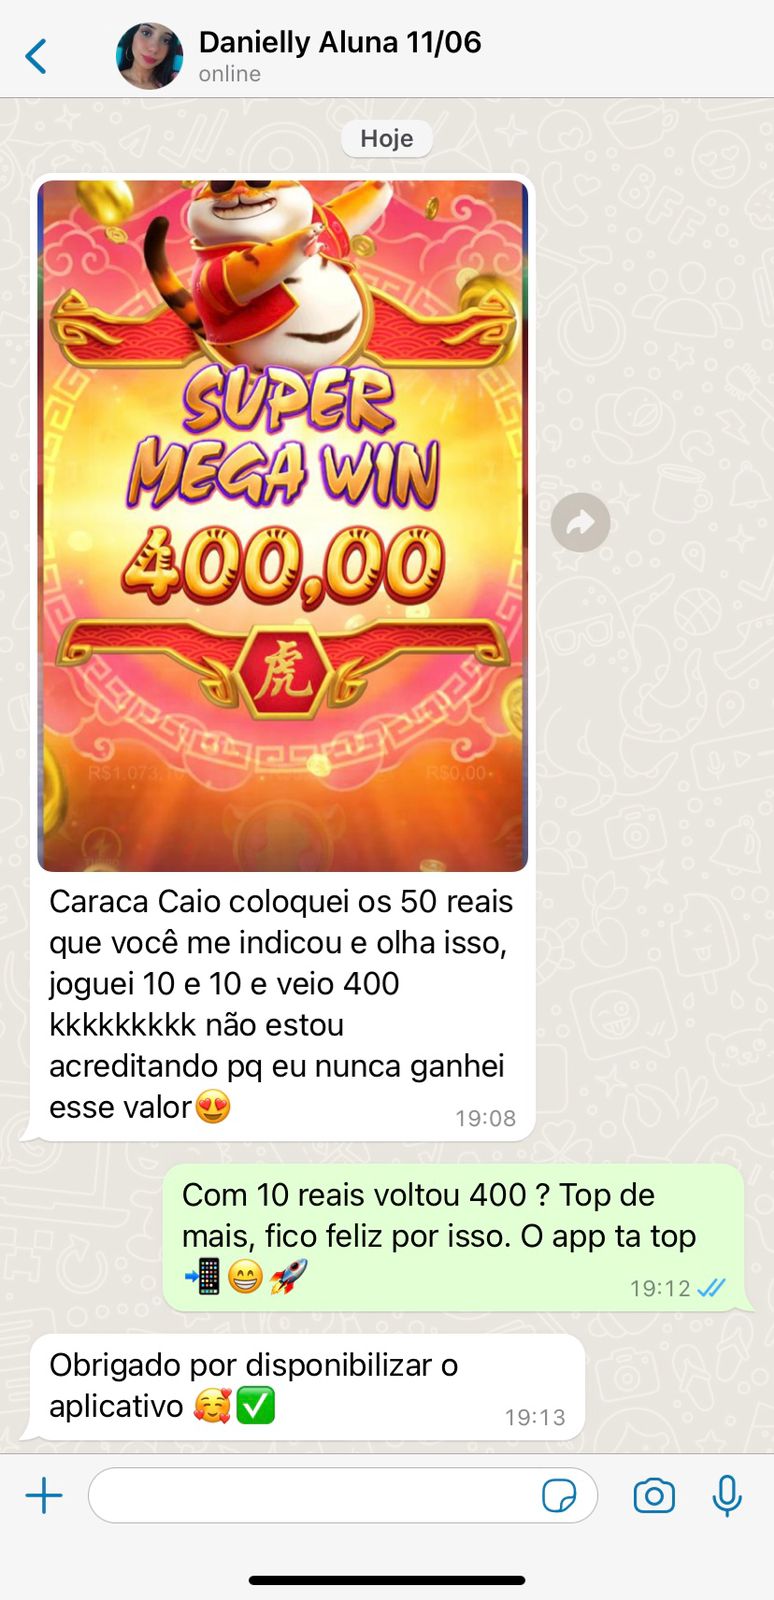 Danielly Aluna 11/06
online
Hoje
SUPER
MEGA WIN
400,00
虎
R$0,00
Caraca Caio coloquei os 50 reais
que você me indicou e olha isso,
joguei 10 e 10 e veio 400
kkkkkkkkk não estou
acreditando pq eu nunca ganhei
esse valor😍
19:08
Com 10 reais voltou 400 ? Top de
mais, fico feliz por isso. O app ta top
📲😁🚀
19:12
Obrigado por disponibilizar o
aplicativo 🥰✅
19:13